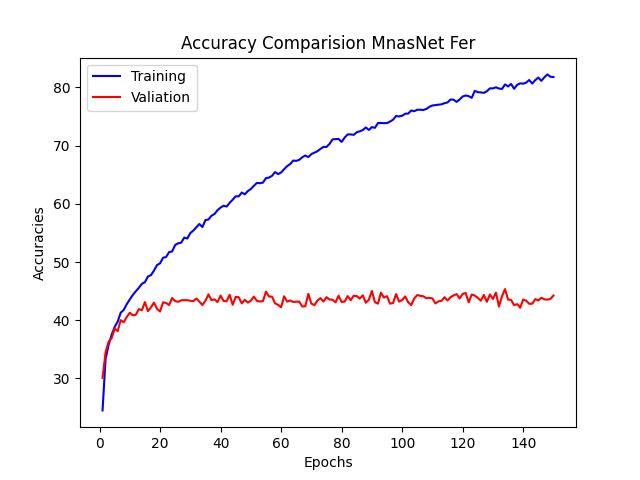 Accuracy Comparision MnasNet Fer
Training
Valiation
80
70
60
50
40
30
Accuracies
0 20 40 60 80 100 120 140
Epochs